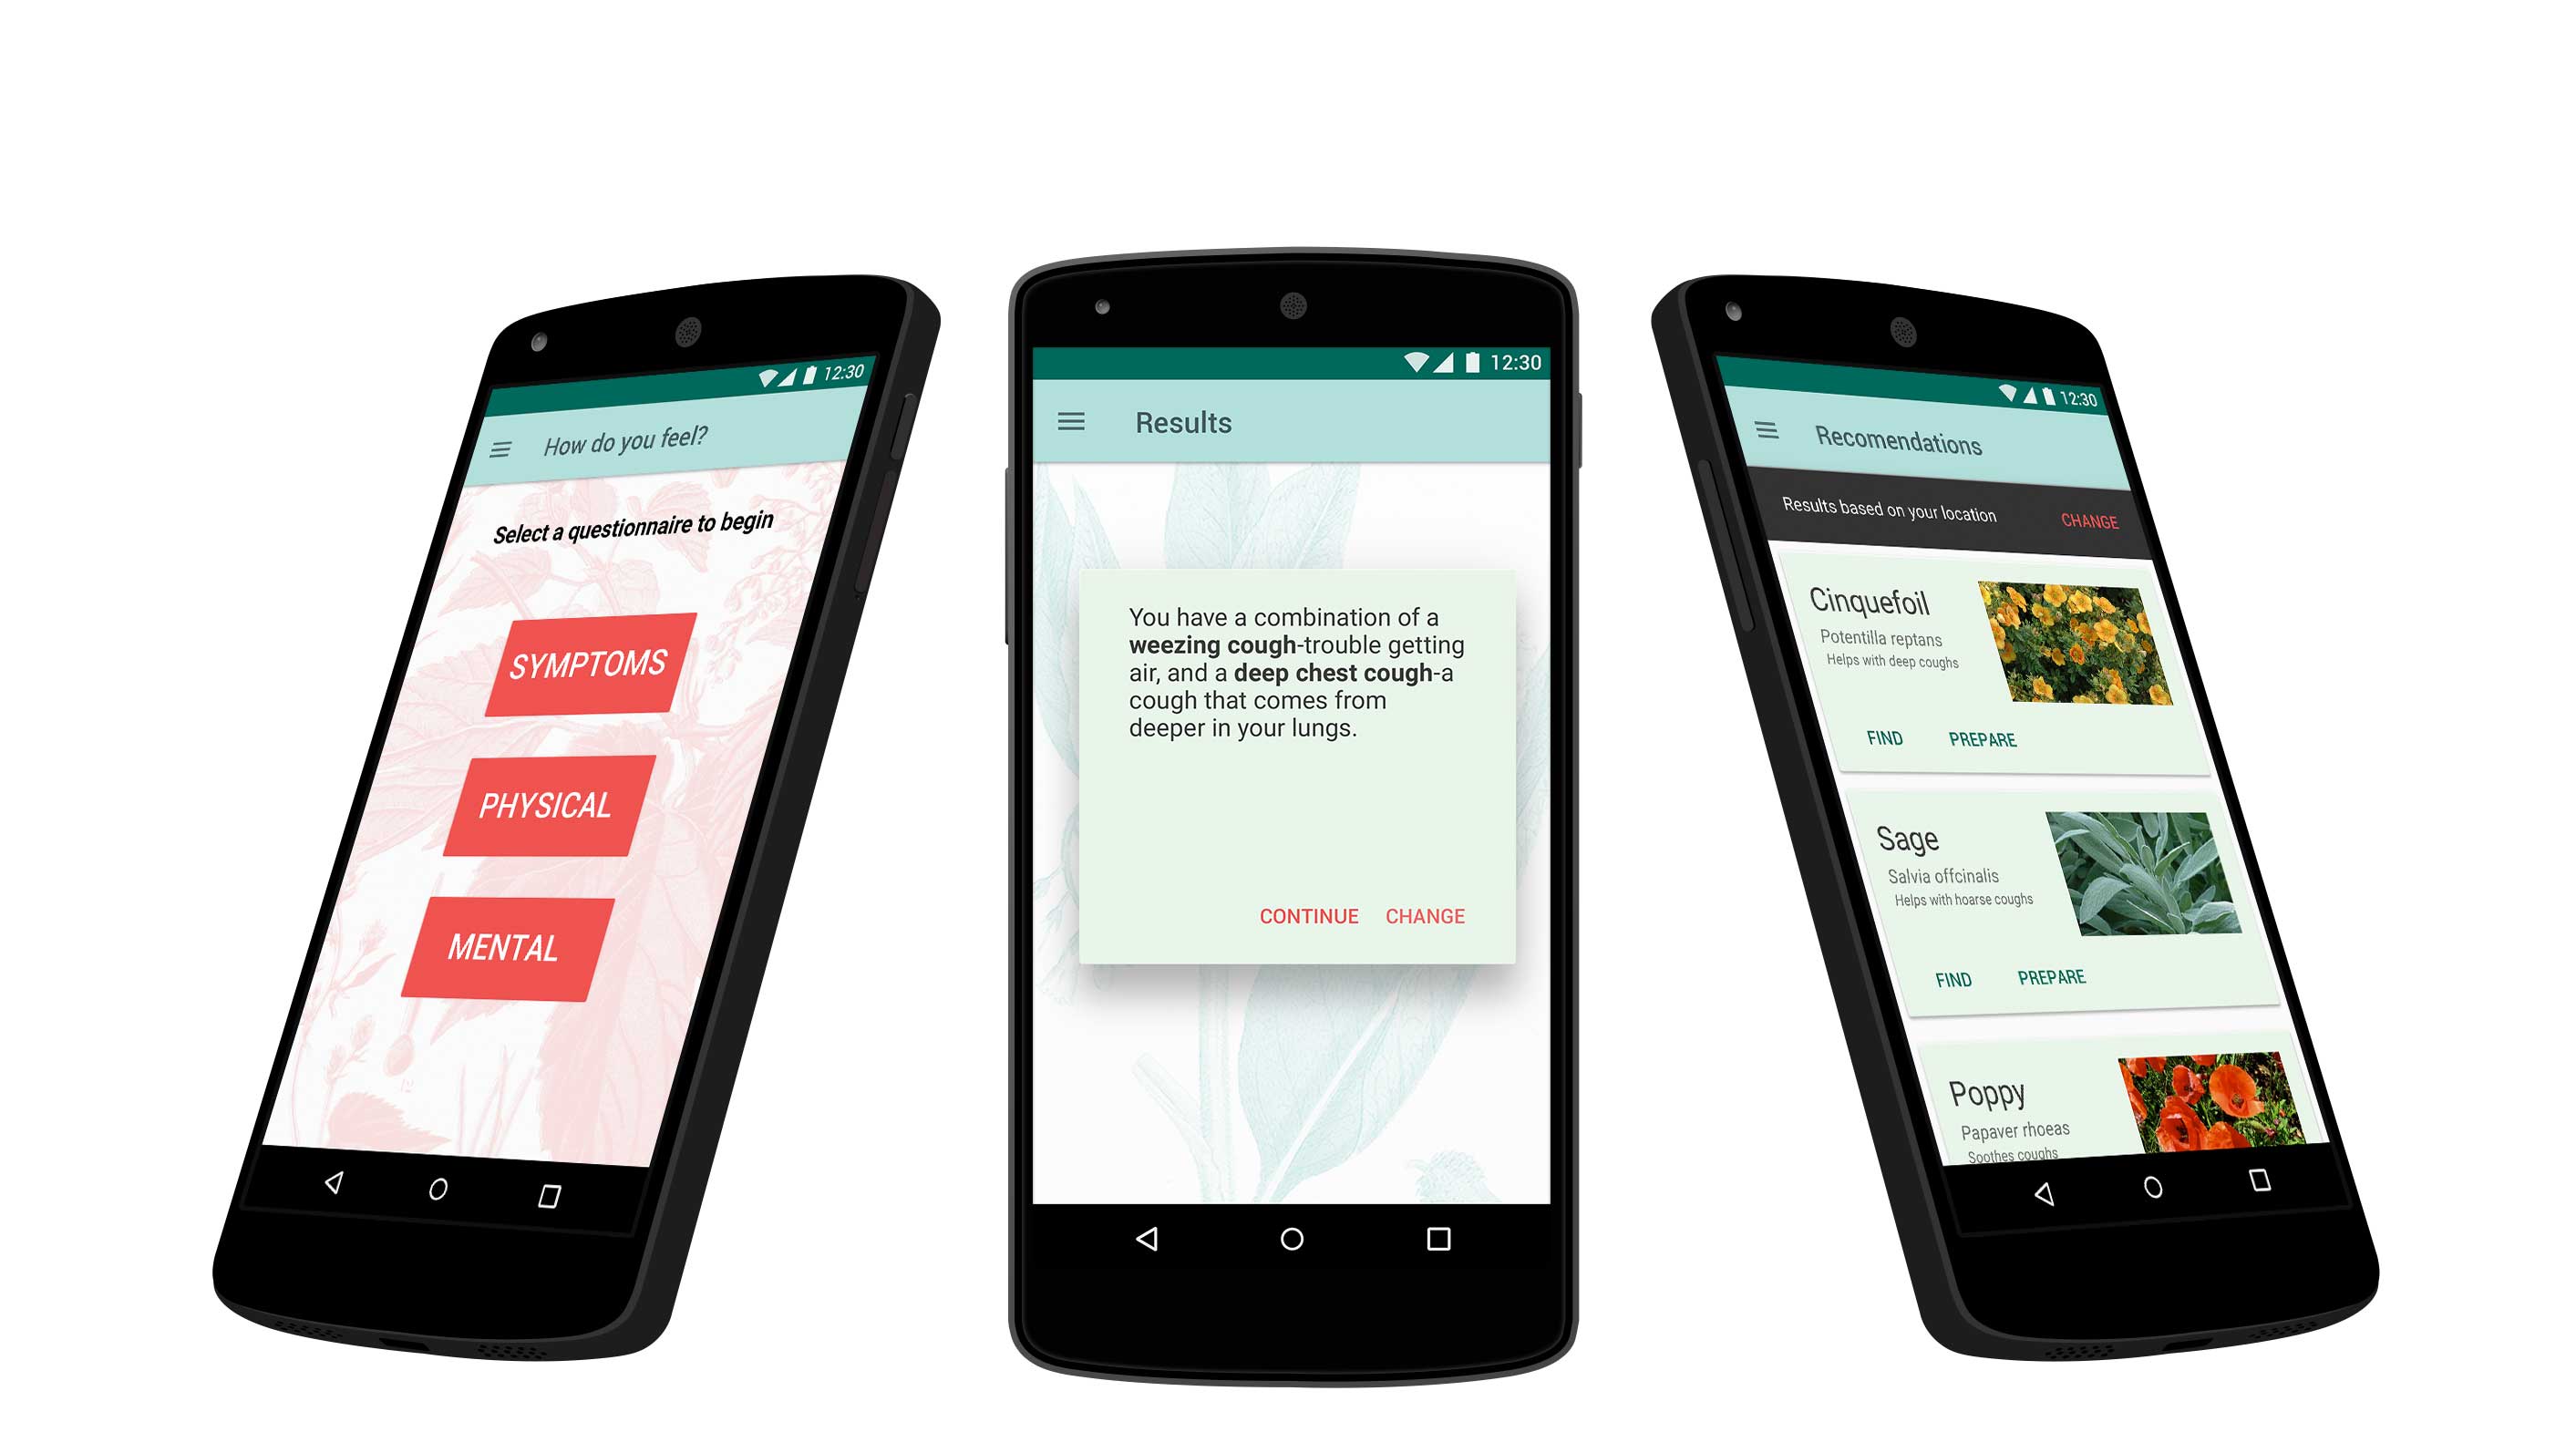 12:30
How do you feel?
Select a questionnaire to begin
SYMPTOMS
PHYSICAL
MENTAL
12:30
Results
You have a combination of a
weezing cough-trouble getting
air, and a deep chest cough-a
cough that comes from
deeper in your lungs.
CONTINUE CHANGE
12:30
Recomendations
Results based on your location CHANGE
Cinquefoil
Potentilla reptans
Helps with deep coughs
FIND PREPARE
Sage
Salvia offcinalis
Helps with hoarse coughs
FIND PREPARE
Poppy
Papaver rhoeas
Soothes coughs